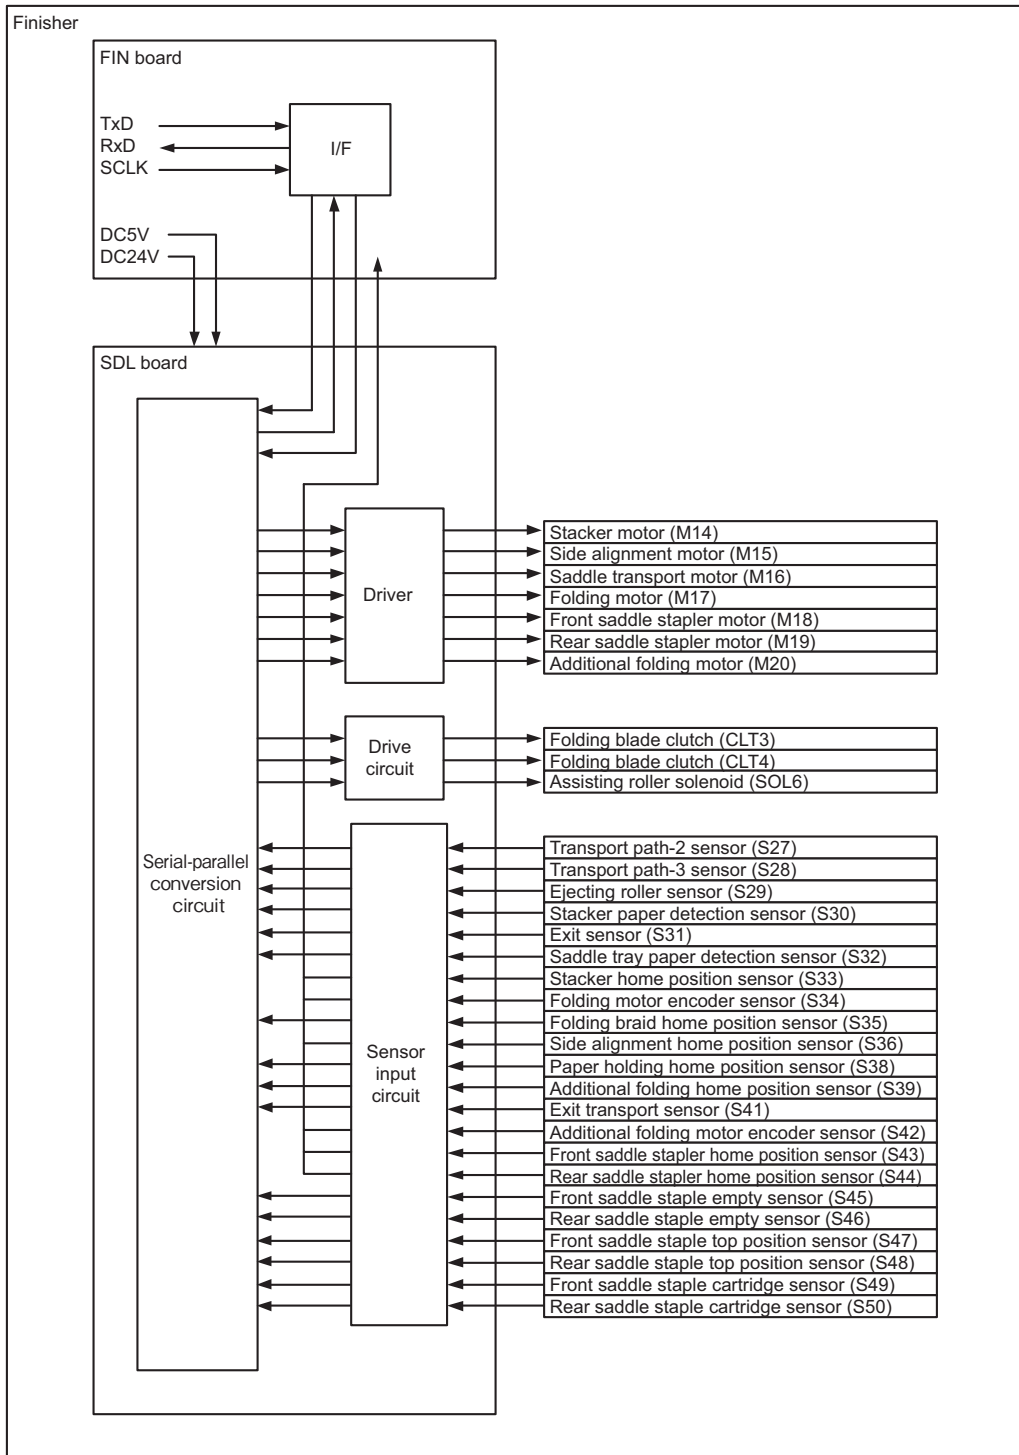 Finisher
FIN board
TxD
RxD
SCLK
I/F
DC5V
DC24V
SDL board
Stacker motor (M14)
Side alignment motor (M15)
Saddle transport motor (M16)
Driver
Folding motor (M17)
Front saddle stapler motor (M18)
Rear saddle stapler motor (M19)
Additional folding motor (M20)
Drive
circuit
Folding blade clutch (CLT3)
Folding blade clutch (CLT4)
Assisting roller solenoid (SOL6)
Serial-parallel
conversion
circuit
Sensor
input
circuit
Transport path-2 sensor (S27)
Transport path-3 sensor (S28)
Ejecting roller sensor (S29)
Stacker paper detection sensor (S30)
Exit sensor (S31)
Saddle tray paper detection sensor (S32)
Stacker home position sensor (S33)
Folding motor encoder sensor (S34)
Folding braid home position sensor (S35)
Side alignment home position sensor (S36)
Paper holding home position sensor (S38)
Additional folding home position sensor (S39)
Exit transport sensor (S41)
Additional folding motor encoder sensor (S42)
Front saddle stapler home position sensor (S43)
Rear saddle stapler home position sensor (S44)
Front saddle staple empty sensor (S45)
Rear saddle staple empty sensor (S46)
Front saddle staple top position sensor (S47)
Rear saddle staple top position sensor (S48)
Front saddle staple cartridge sensor (S49)
Rear saddle staple cartridge sensor (S50)